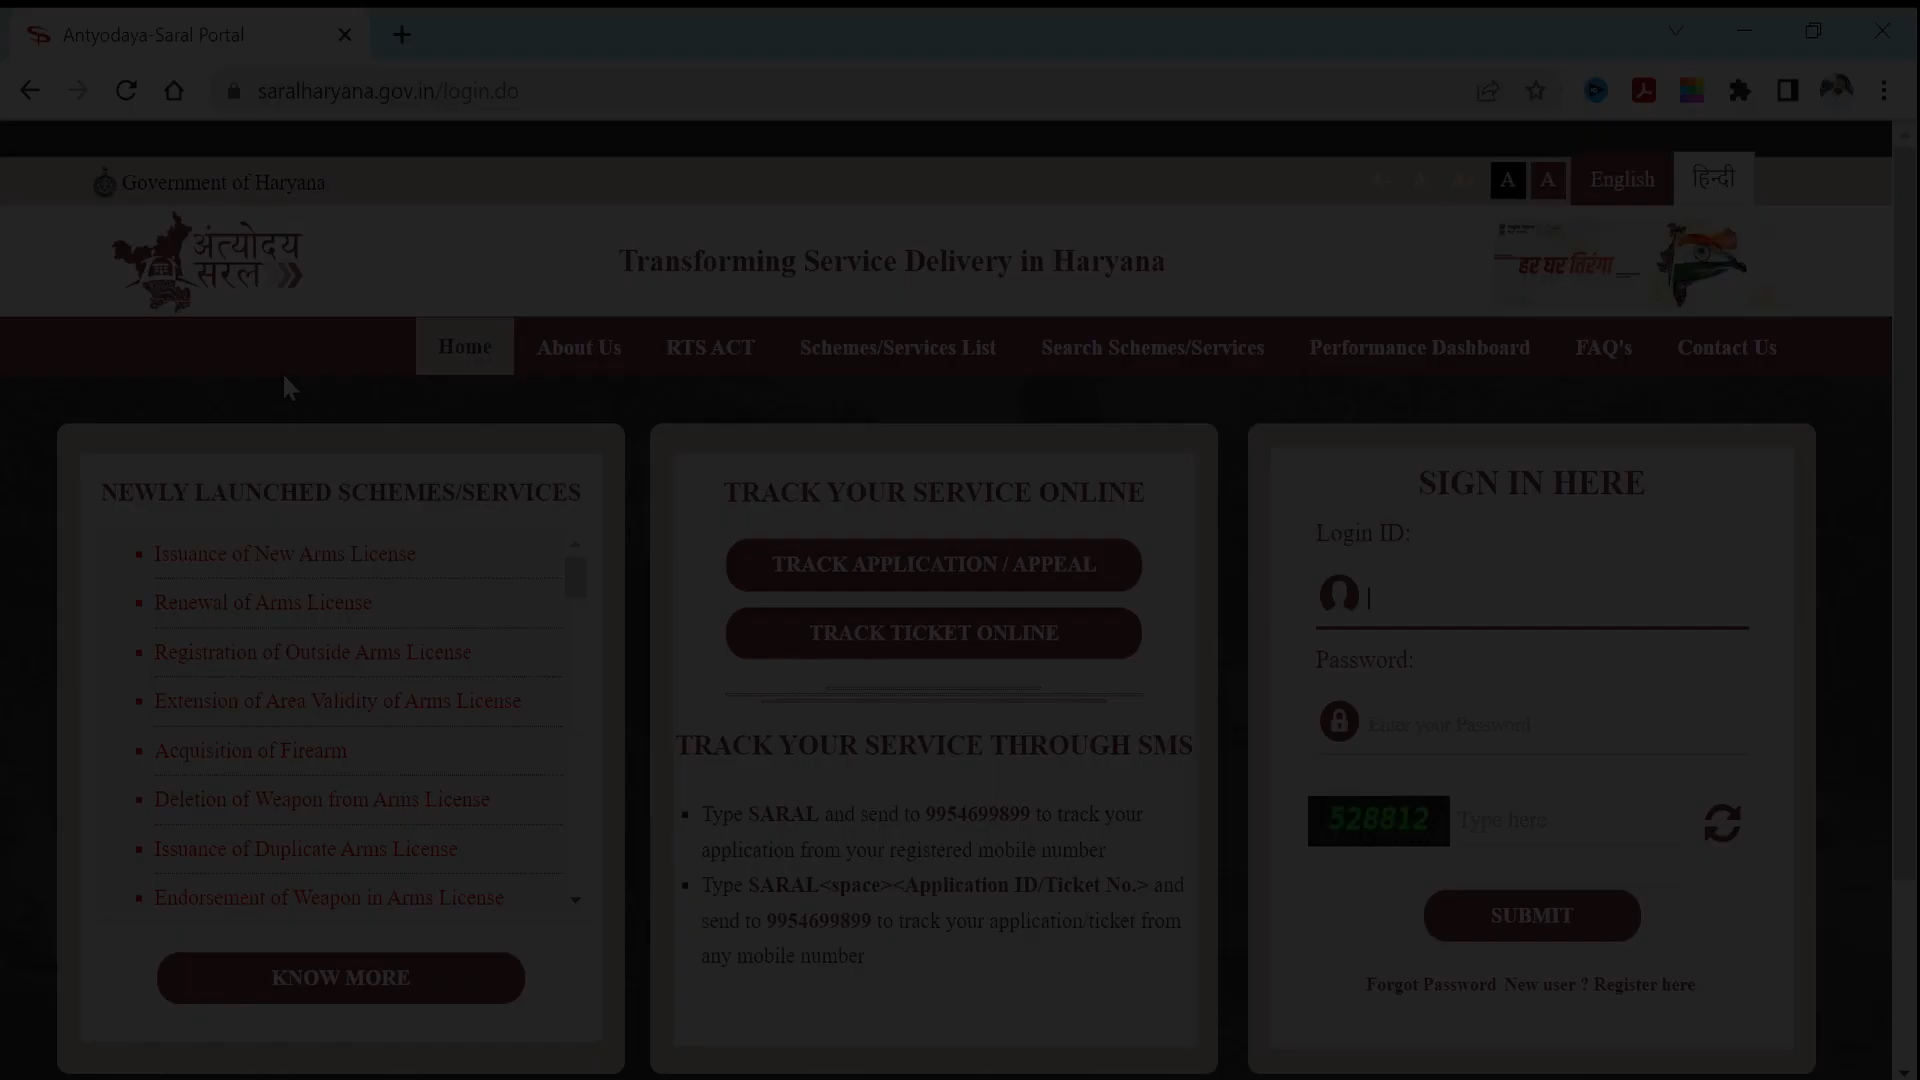 Antyodaya-Saral Portal
saralharyana.gov.in/login.do
Government of Haryana
A- A A+ A A English हिन्दी
अंत्योदय
सरल
Transforming Service Delivery in Haryana
हर घर तिरंगा
Home About Us RTS ACT Schemes/Services List Search Schemes/Services Performance Dashboard FAQ's Contact Us
NEWLY LAUNCHED SCHEMES/SERVICES
Issuance of New Arms License
Renewal of Arms License
Registration of Outside Arms License
Extension of Area Validity of Arms License
Acquisition of Firearm
Deletion of Weapon from Arms License
Issuance of Duplicate Arms License
Endorsement of Weapon in Arms License
KNOW MORE
TRACK YOUR SERVICE ONLINE
TRACK APPLICATION / APPEAL
TRACK TICKET ONLINE
TRACK YOUR SERVICE THROUGH SMS
Type SARAL and send to 9954699899 to track your
application from your registered mobile number
Type SARAL<space><Application ID/Ticket No.> and
send to 9954699899 to track your application/ticket from
any mobile number
SIGN IN HERE
Login ID:
Password:
Enter your Password
528812 Type here
SUBMIT
Forgot Password New user ? Register here